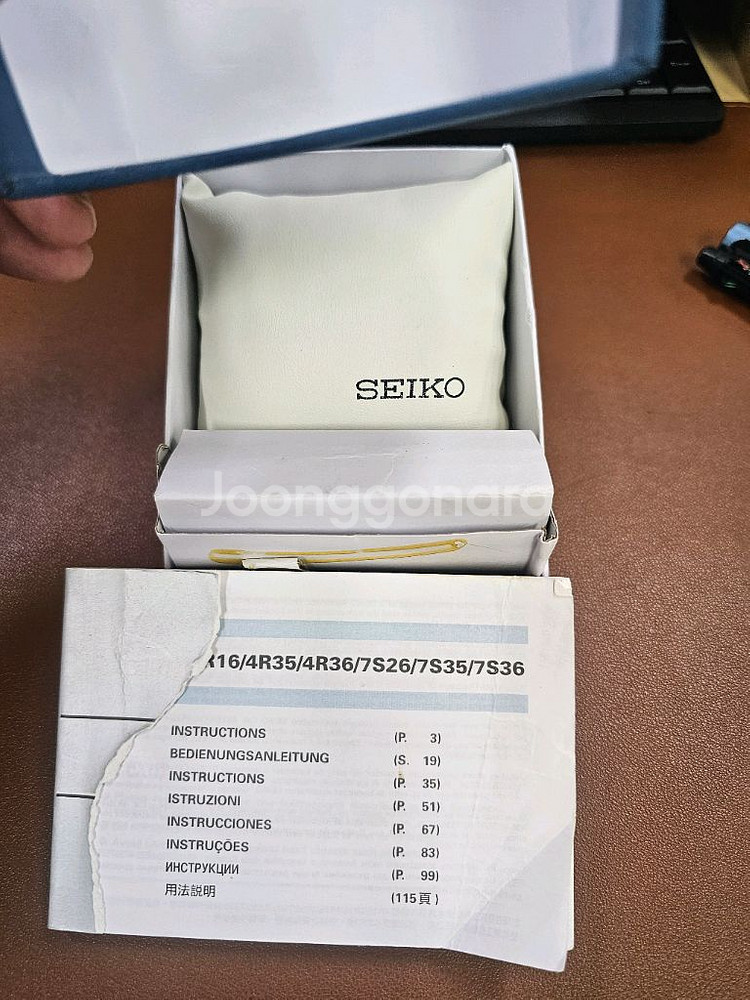 SEIKO
Joonggonara
R16/4R35/4R36/7S26/7S35/7S36
INSTRUCTIONS (P. 3)
BEDIENUNGSANLEITUNG (S. 19)
INSTRUCTIONS (P. 35)
ISTRUZIONI (P. 51)
INSTRUCCIONES (P. 67)
INSTRUÇÕES (P. 83)
ИНСТРУКЦИИ (P. 99)
用法説明 (115頁)